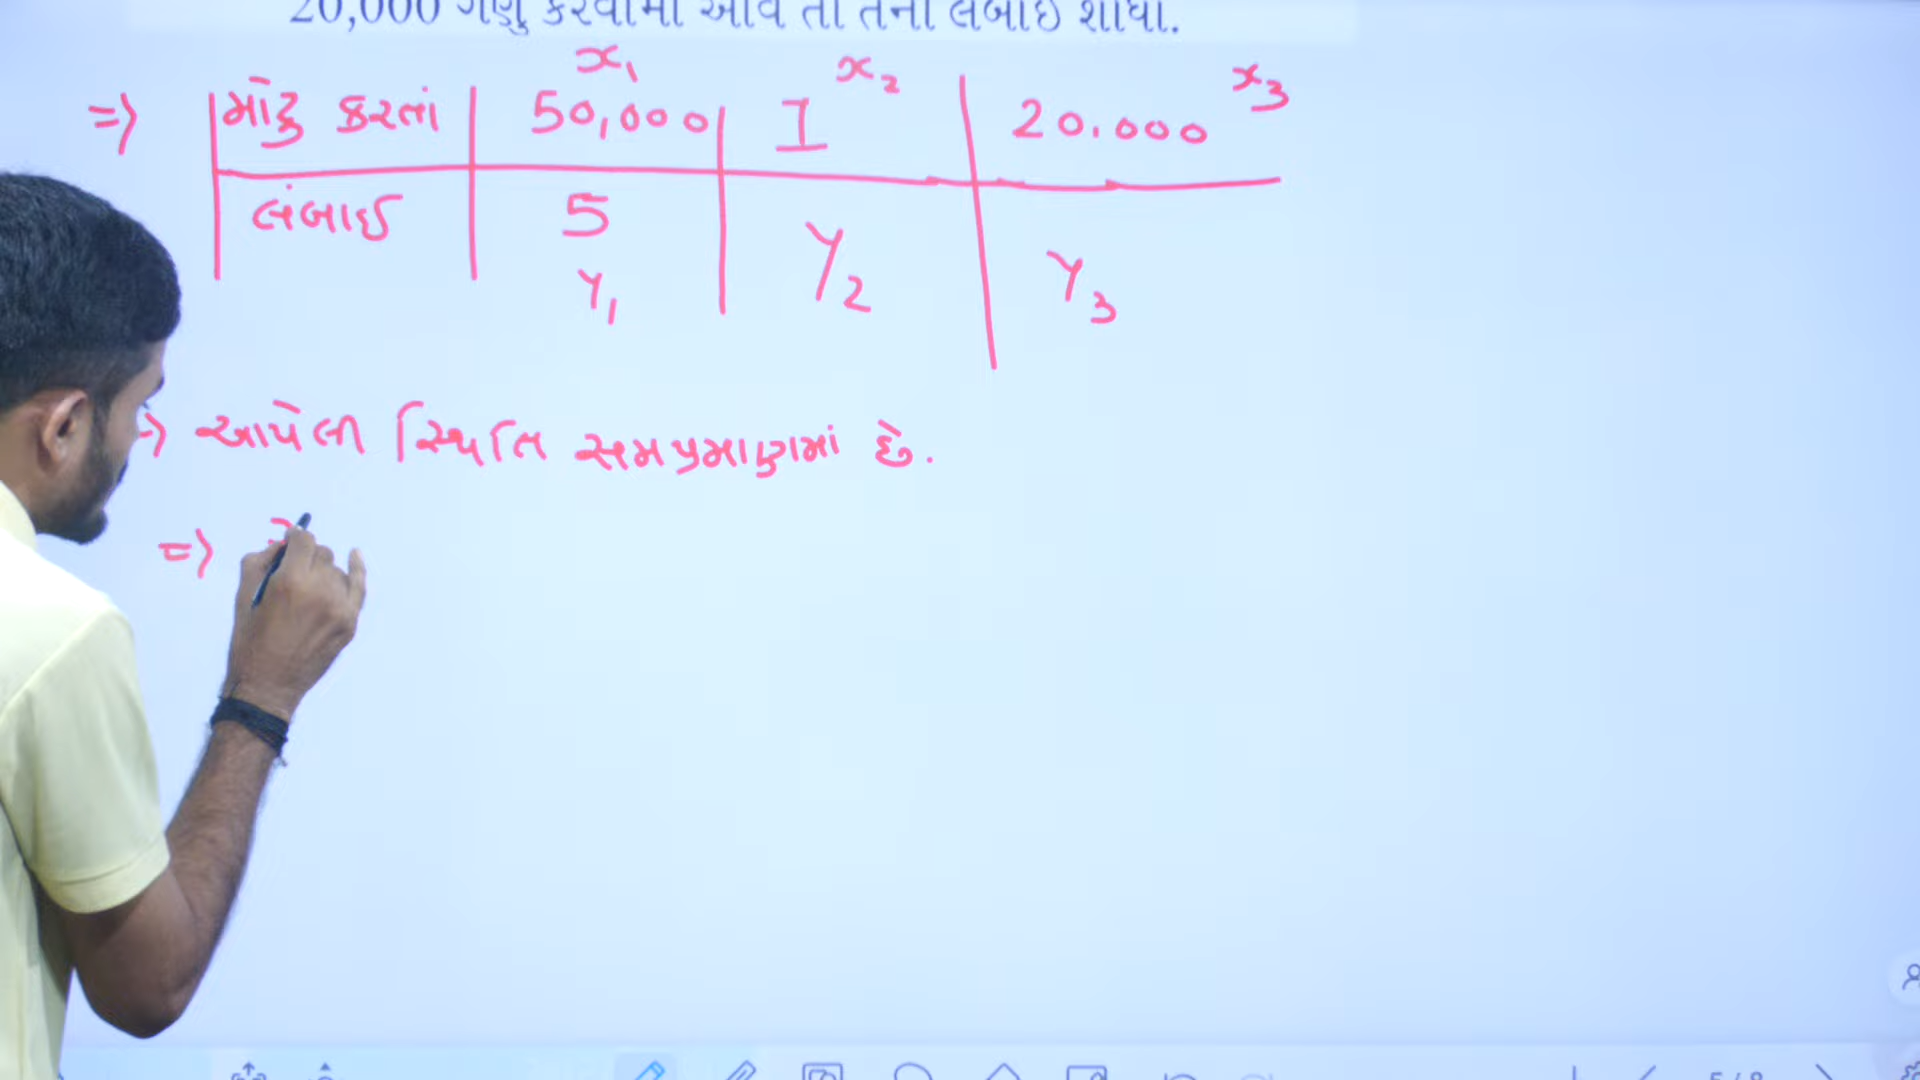 20,000 ગણું કરવામાં આવે તો તેની લંબાઈ શોધો.
x₁ x₂ x₃
=> મોટુ કરતાં 50,000 1 20.000
લંબાઈ 5 y₂ y₃
y₁
=> આપેલી સ્થિતિ સમપ્રમાણમાં છે.
=>